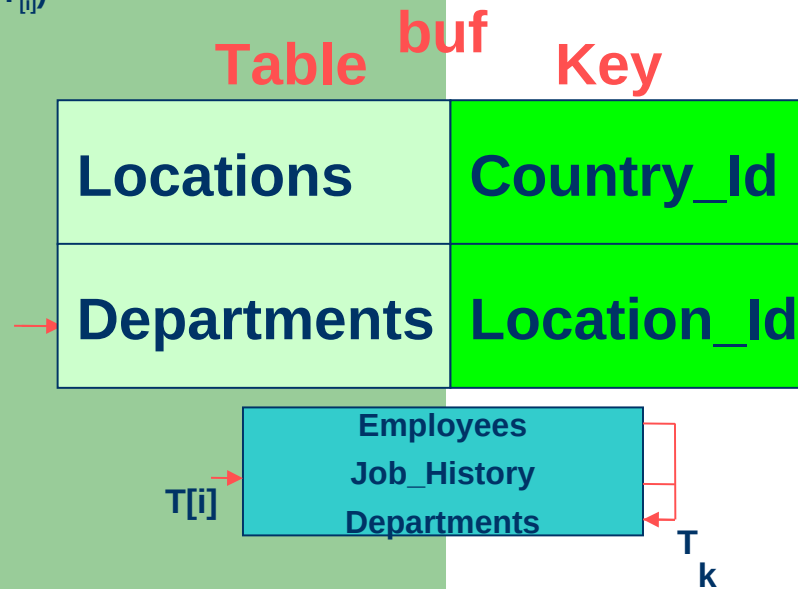 [i]
buf
Table Key
Locations Country_Id
Departments Location_Id
Employees
Job_History
T[i]
Departments
T
k